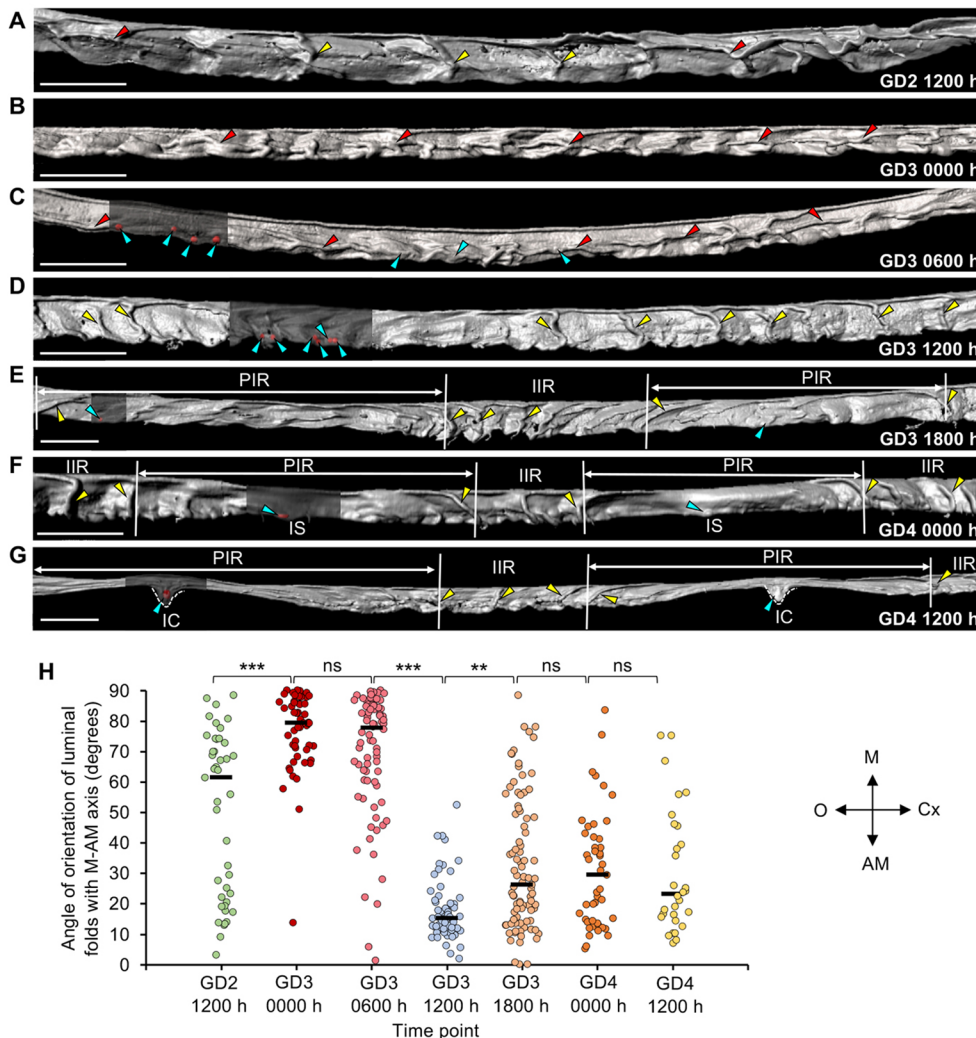 A
GD2 1200 h
B
GD3 0000 h
C
GD3 0600 h
D
GD3 1200 h
E
PIR
IIR
PIR
GD3 1800 h
F
IIR
PIR
IIR
PIR
IIR
IS
IS
GD4 0000 h
G
PIR
IIR
PIR
IIR
IC
IC
GD4 1200 h
H
*** ns *** ** ns ns
Angle of orientation of luminal
folds with M-AM axis (degrees)
90
80
70
60
50
40
30
20
10
0
GD2 GD3 GD3 GD3 GD3 GD4 GD4
1200 h 0000 h 0600 h 1200 h 1800 h 0000 h 1200 h
Time point
M
O Cx
AM